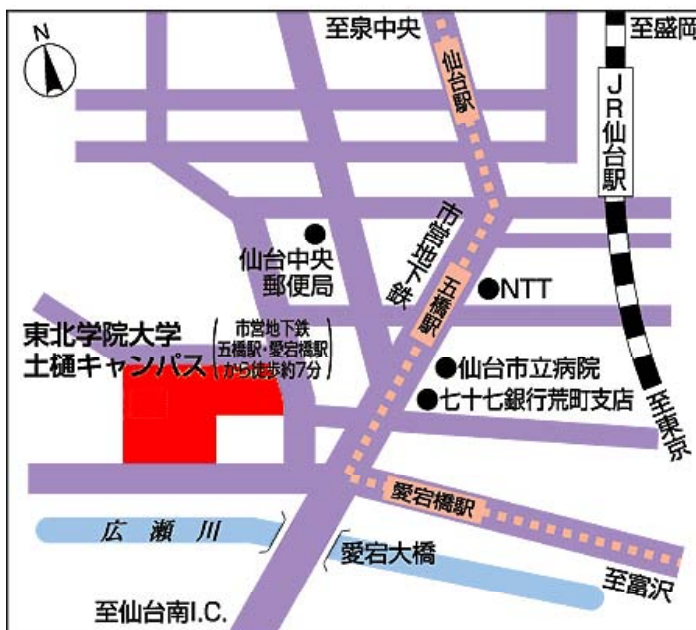 N
至泉中央
至盛岡
仙台駅
JR仙台駅
市営地下鉄
仙台中央
郵便局
五橋駅
NTT
東北学院大学
土樋キャンパス
市営地下鉄
五橋駅・愛宕橋駅
から徒歩約7分
仙台市立病院
七十七銀行荒町支店
至東京
愛宕橋駅
広瀬川
愛宕大橋
至富沢
至仙台南I.C.